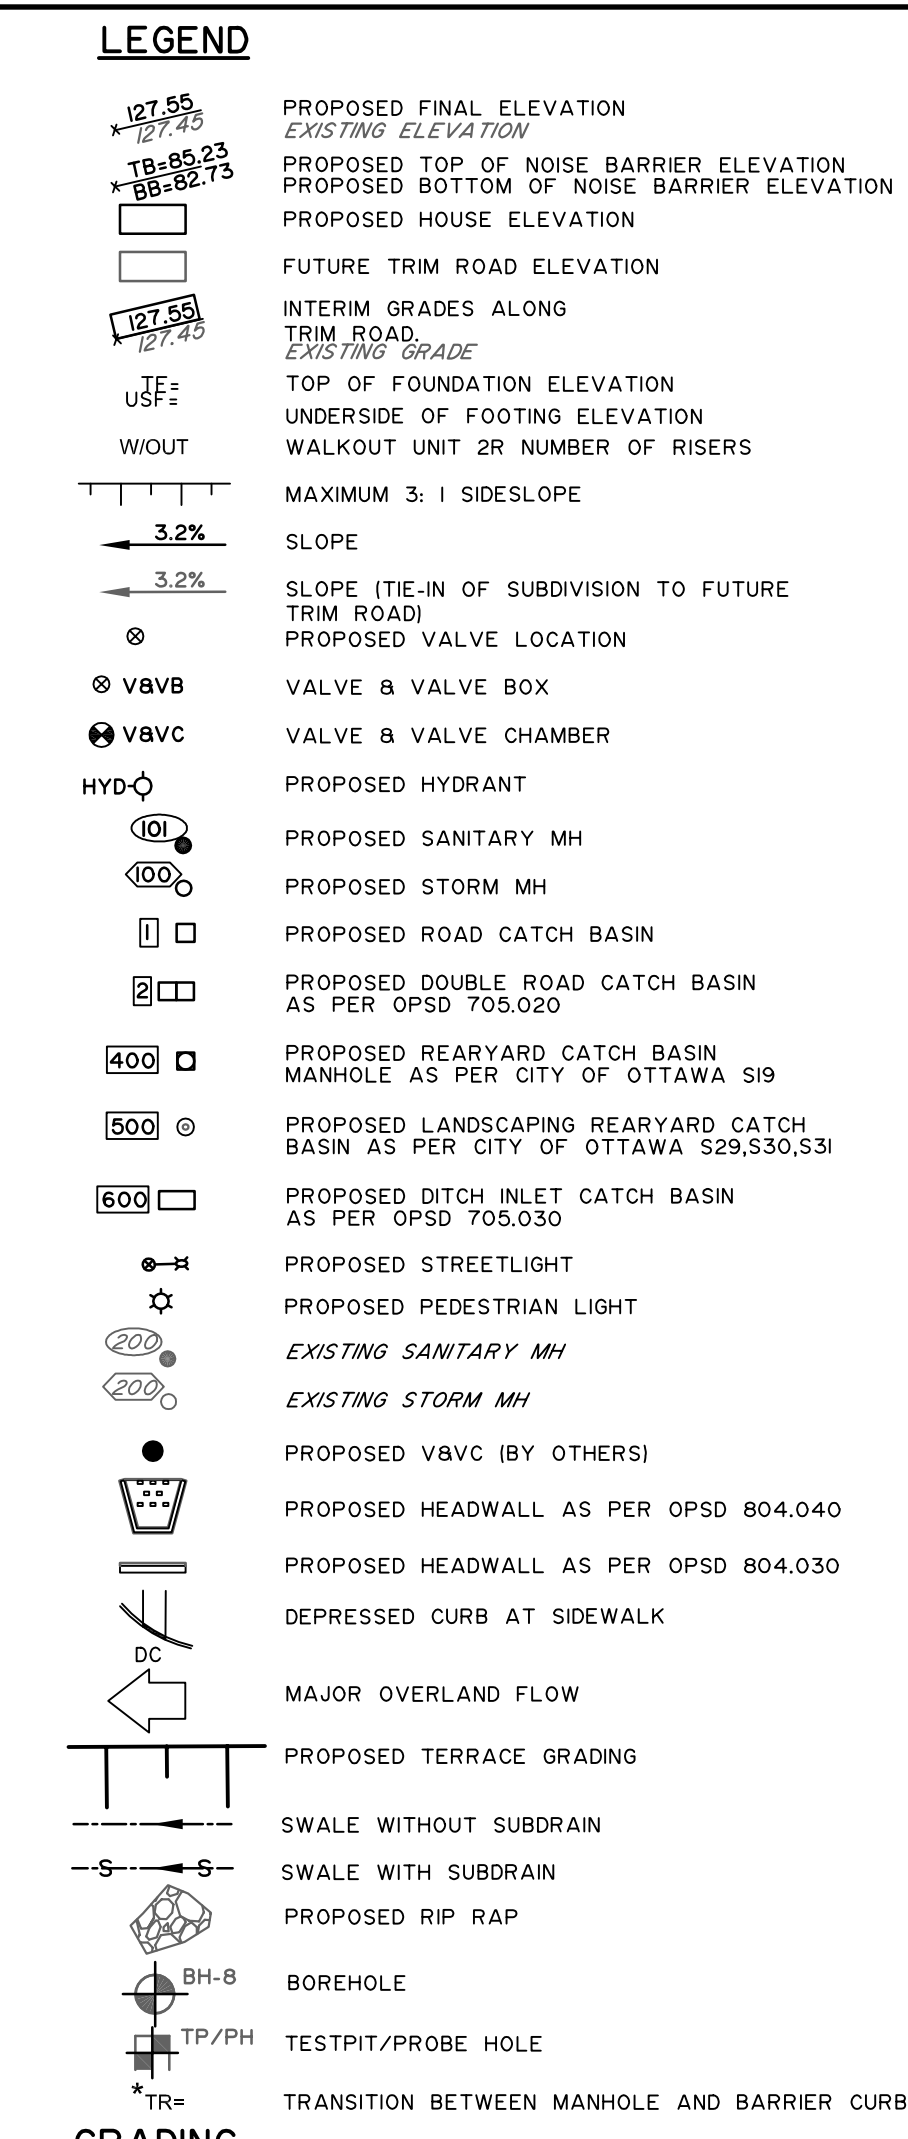 LEGEND
127.55 PROPOSED FINAL ELEVATION
127.45 EXISTING ELEVATION
TB=85.23 PROPOSED TOP OF NOISE BARRIER ELEVATION
BB=82.73 PROPOSED BOTTOM OF NOISE BARRIER ELEVATION
PROPOSED HOUSE ELEVATION
FUTURE TRIM ROAD ELEVATION
127.55 INTERIM GRADES ALONG
TRIM ROAD.
127.45 EXISTING GRADE
TF= TOP OF FOUNDATION ELEVATION
USF= UNDERSIDE OF FOOTING ELEVATION
W/OUT WALKOUT UNIT 2R NUMBER OF RISERS
MAXIMUM 3: 1 SIDESLOPE
3.2% SLOPE
3.2% SLOPE (TIE-IN OF SUBDIVISION TO FUTURE
TRIM ROAD)
PROPOSED VALVE LOCATION
V&VB VALVE & VALVE BOX
V&VC VALVE & VALVE CHAMBER
HYD PROPOSED HYDRANT
101 PROPOSED SANITARY MH
100 PROPOSED STORM MH
1 PROPOSED ROAD CATCH BASIN
2 PROPOSED DOUBLE ROAD CATCH BASIN
AS PER OPSD 705.020
400 PROPOSED REARYARD CATCH BASIN
MANHOLE AS PER CITY OF OTTAWA S19
500 PROPOSED LANDSCAPING REARYARD CATCH
BASIN AS PER CITY OF OTTAWA S29,S30,S31
600 PROPOSED DITCH INLET CATCH BASIN
AS PER OPSD 705.030
PROPOSED STREETLIGHT
PROPOSED PEDESTRIAN LIGHT
200 EXISTING SANITARY MH
200 EXISTING STORM MH
PROPOSED V&VC (BY OTHERS)
PROPOSED HEADWALL AS PER OPSD 804.040
PROPOSED HEADWALL AS PER OPSD 804.030
DEPRESSED CURB AT SIDEWALK
DC
MAJOR OVERLAND FLOW
PROPOSED TERRACE GRADING
SWALE WITHOUT SUBDRAIN
S S SWALE WITH SUBDRAIN
PROPOSED RIP RAP
BH-8 BOREHOLE
TP/PH TESTPIT/PROBE HOLE
*TR= TRANSITION BETWEEN MANHOLE AND BARRIER CURB
GRADING